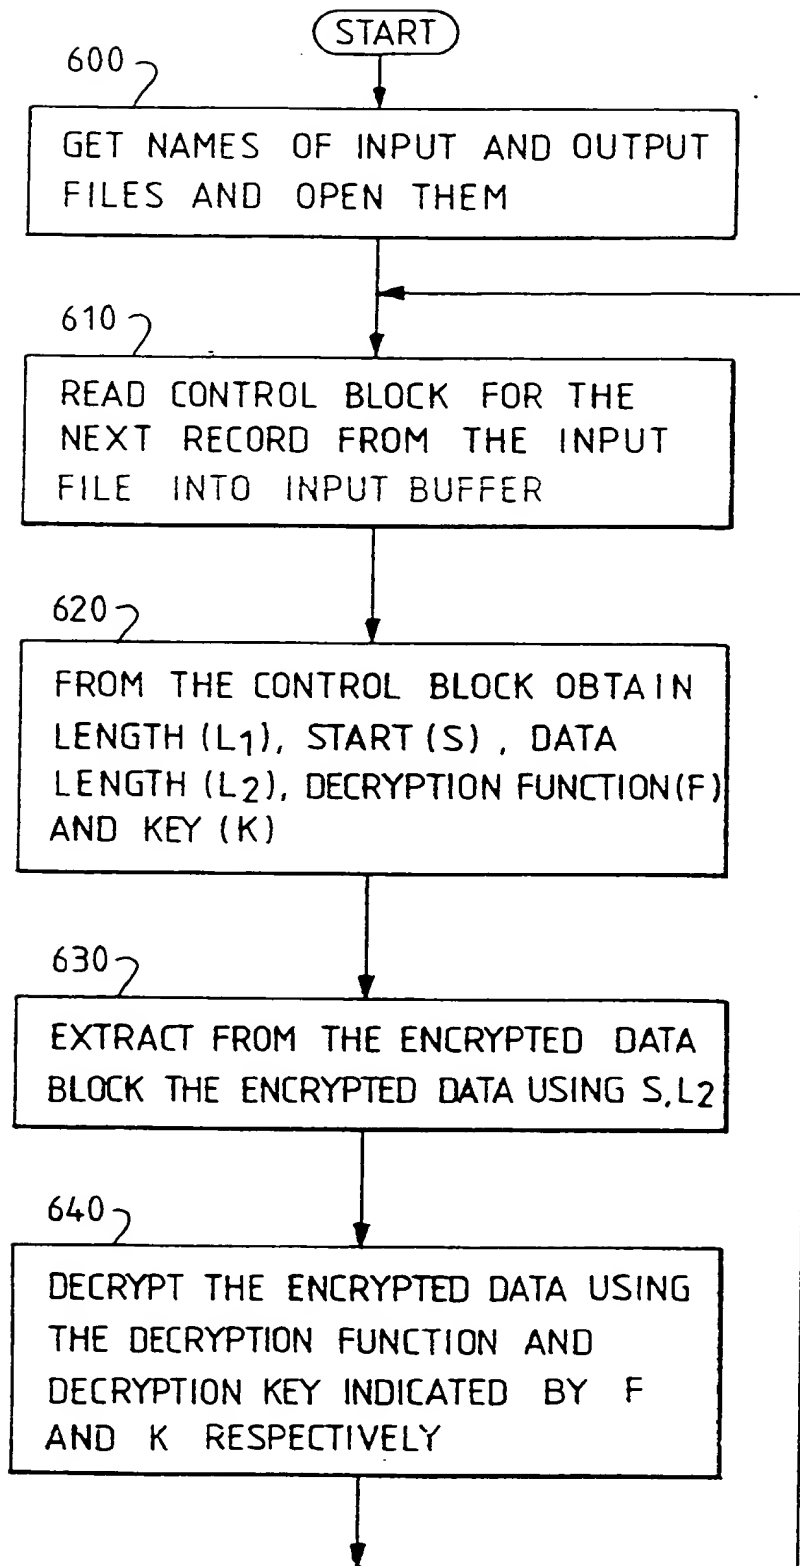 START
600
GET NAMES OF INPUT AND OUTPUT
FILES AND OPEN THEM
610
READ CONTROL BLOCK FOR THE
NEXT RECORD FROM THE INPUT
FILE INTO INPUT BUFFER
620
FROM THE CONTROL BLOCK OBTAIN
LENGTH (L1), START (S), DATA
LENGTH (L2), DECRYPTION FUNCTION(F)
AND KEY (K)
630
EXTRACT FROM THE ENCRYPTED DATA
BLOCK THE ENCRYPTED DATA USING S,L2
640
DECRYPT THE ENCRYPTED DATA USING
THE DECRYPTION FUNCTION AND
DECRYPTION KEY INDICATED BY F
AND K RESPECTIVELY